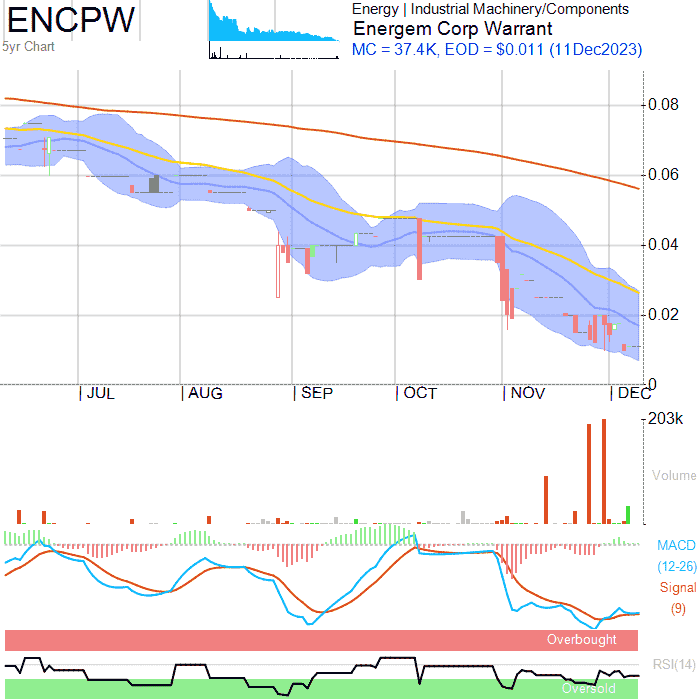 ENCPW
5yr Chart
Energy | Industrial Machinery/Components
Energem Corp Warrant
MC = 37.4K, EOD = $0.011 (11Dec2023)
0.08
0.06
0.04
0.02
0
JUL AUG SEP OCT NOV DEC
203k
Volume
MACD
(12-26)
Signal
(9)
Overbought
RSI(14)
Oversold